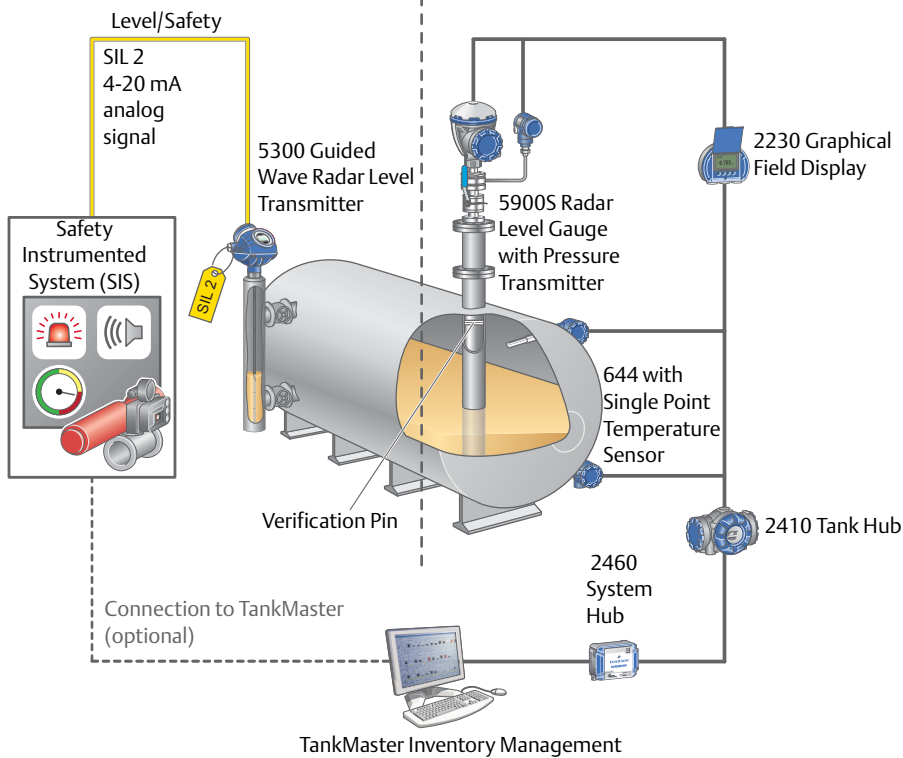 Level/Safety
SIL 2
4-20 mA
analog
signal
5300 Guided
Wave Radar Level
Transmitter
2230 Graphical
Field Display
5900S Radar
Level Gauge
with Pressure
Transmitter
Safety
Instrumented
System (SIS)
SIL 2
644 with
Single Point
Temperature
Sensor
Verification Pin
2410 Tank Hub
2460
System
Hub
Connection to TankMaster
(optional)
EMERSON
TankMaster Inventory Management